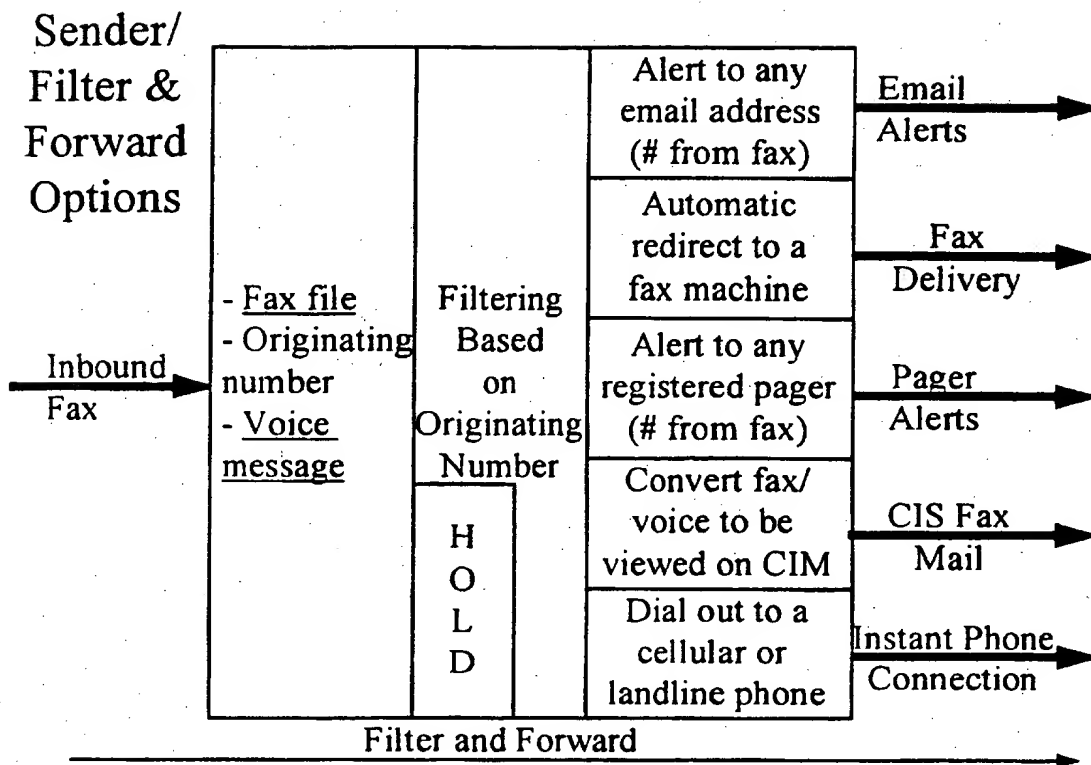 Sender/
Filter &
Forward
Options
Inbound
Fax
- Fax file
- Originating
number
- Voice
message
Filtering
Based
on
Originating
Number
H
O
L
D
Alert to any
email address
(# from fax)
Automatic
redirect to a
fax machine
Alert to any
registered pager
(# from fax)
Convert fax/
voice to be
viewed on CIM
Dial out to a
cellular or
landline phone
Email
Alerts
Fax
Delivery
Pager
Alerts
CIS Fax
Mail
Instant Phone
Connection
Filter and Forward